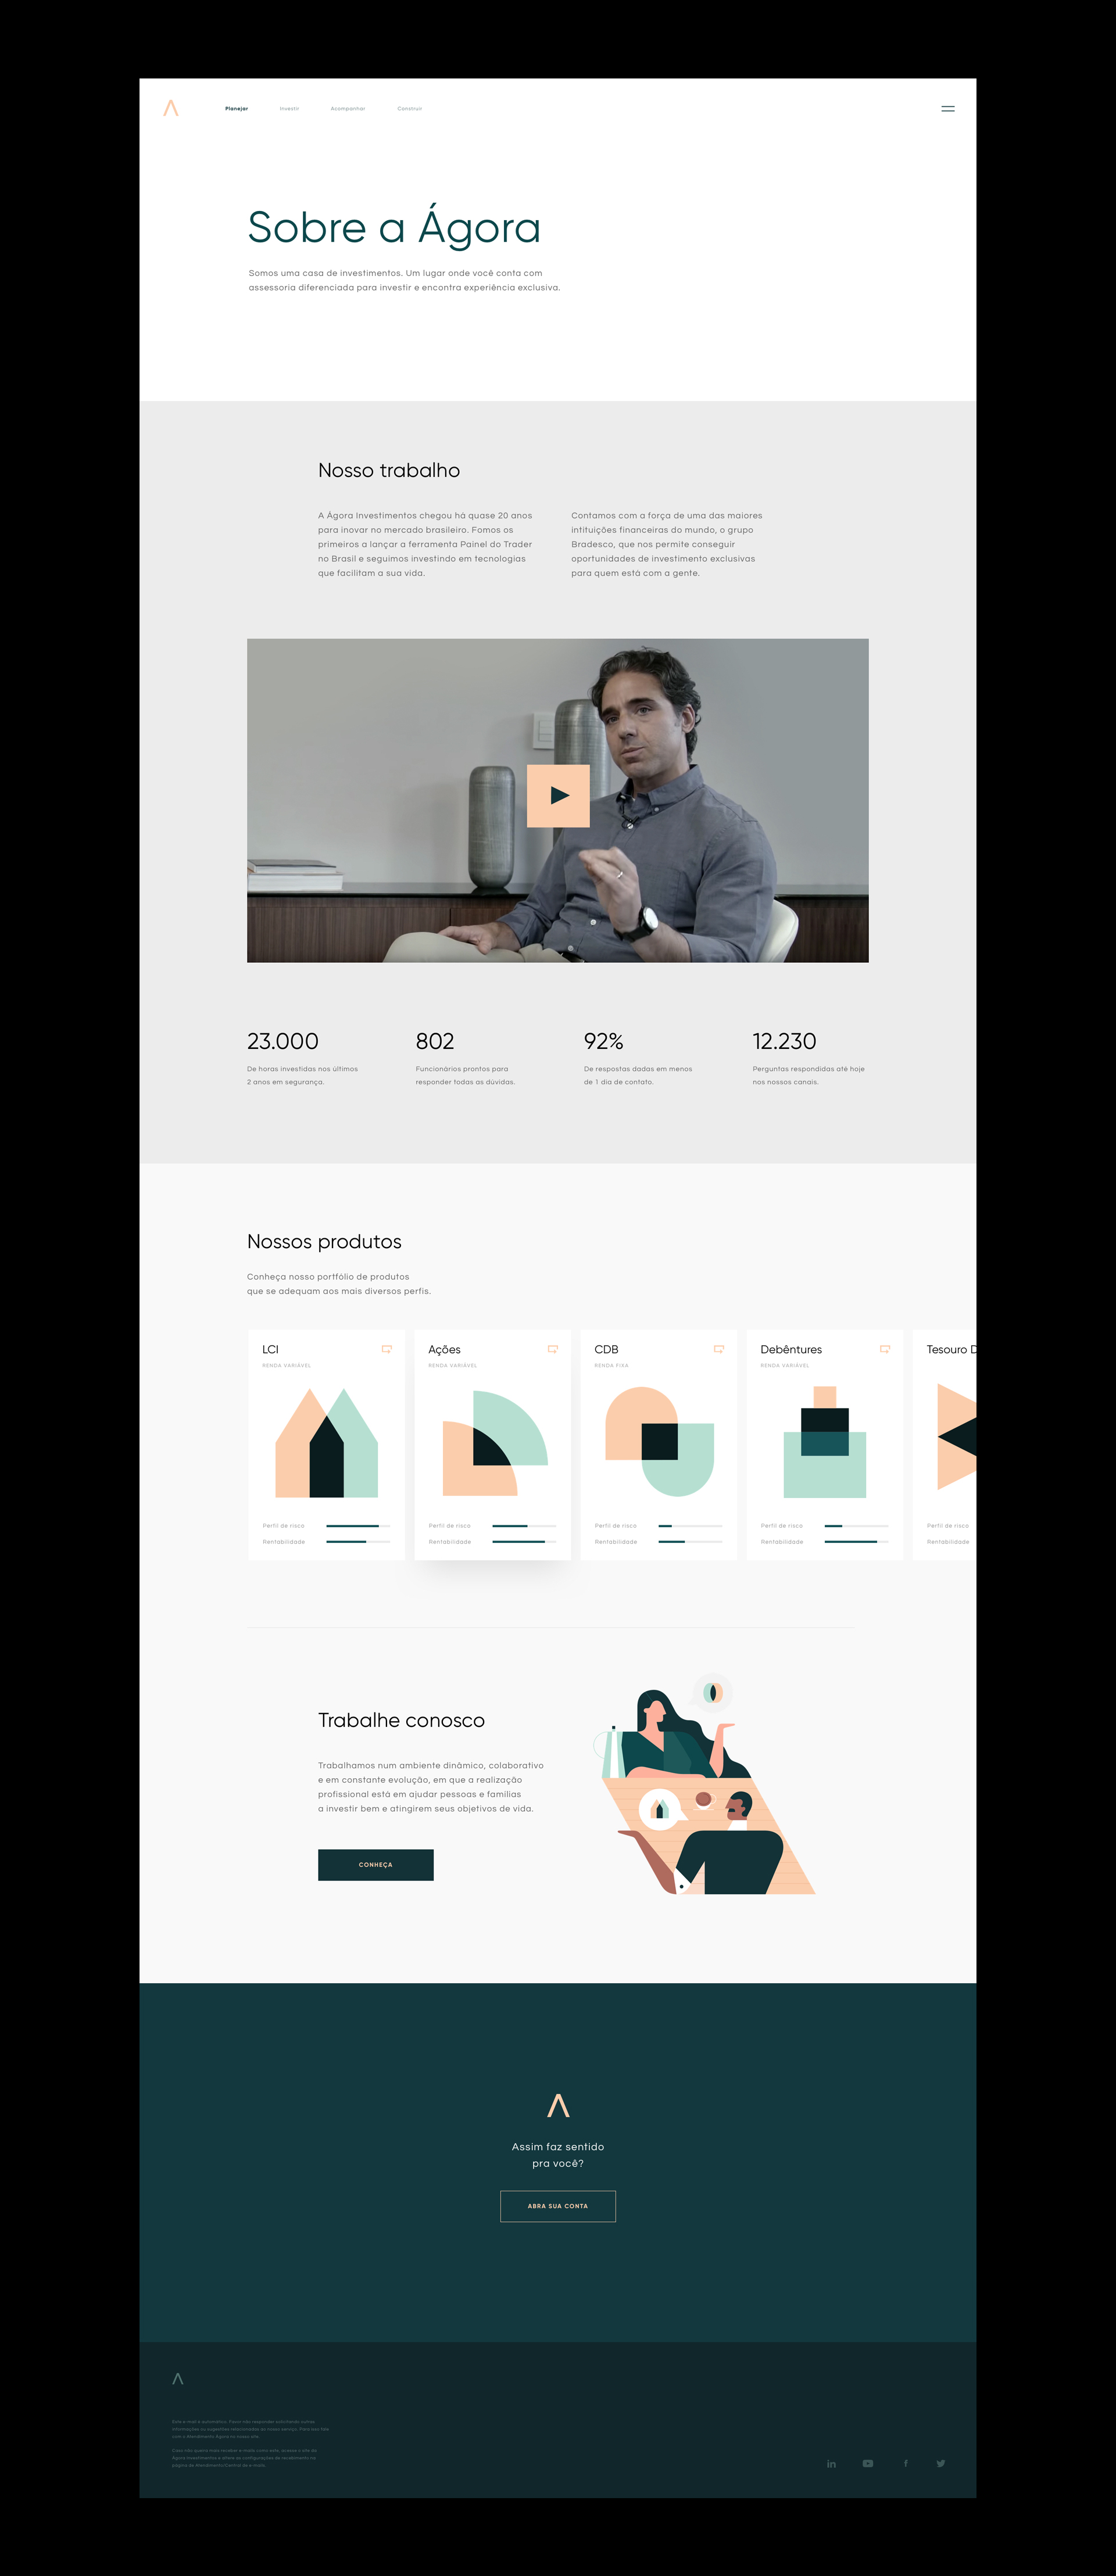 Planejar
Investir
Acompanhar
Construir
Sobre a Ágora
Somos uma casa de investimentos. Um lugar onde você conta com
assessoria diferenciada para investir e encontra experiência exclusiva.
Nosso trabalho
A Ágora Investimentos chegou há quase 20 anos
para inovar no mercado brasileiro. Fomos os
primeiros a lançar a ferramenta Painel do Trader
no Brasil e seguimos investindo em tecnologias
que facilitam a sua vida.
Contamos com a força de uma das maiores
intituições financeiras do mundo, o grupo
Bradesco, que nos permite conseguir
oportunidades de investimento exclusivas
para quem está com a gente.
23.000
De horas investidas nos últimos
2 anos em segurança.
802
Funcionários prontos para
responder todas as dúvidas.
92%
De respostas dadas em menos
de 1 dia de contato.
12.230
Perguntas respondidas até hoje
nos nossos canais.
Nossos produtos
Conheça nosso portfólio de produtos
que se adequam aos mais diversos perfis.
LCI
RENDA VARIÁVEL
Perfil de risco
Rentabilidade
Ações
RENDA VARIÁVEL
Perfil de risco
Rentabilidade
CDB
RENDA FIXA
Perfil de risco
Rentabilidade
Debêntures
RENDA VARIÁVEL
Perfil de risco
Rentabilidade
Tesouro D
Perfil de risco
Rentabilidade
Trabalhe conosco
Trabalhamos num ambiente dinâmico, colaborativo
e em constante evolução, em que a realização
profissional está em ajudar pessoas e famílias
a investir bem e atingirem seus objetivos de vida.
CONHEÇA
Assim faz sentido
pra você?
ABRA SUA CONTA